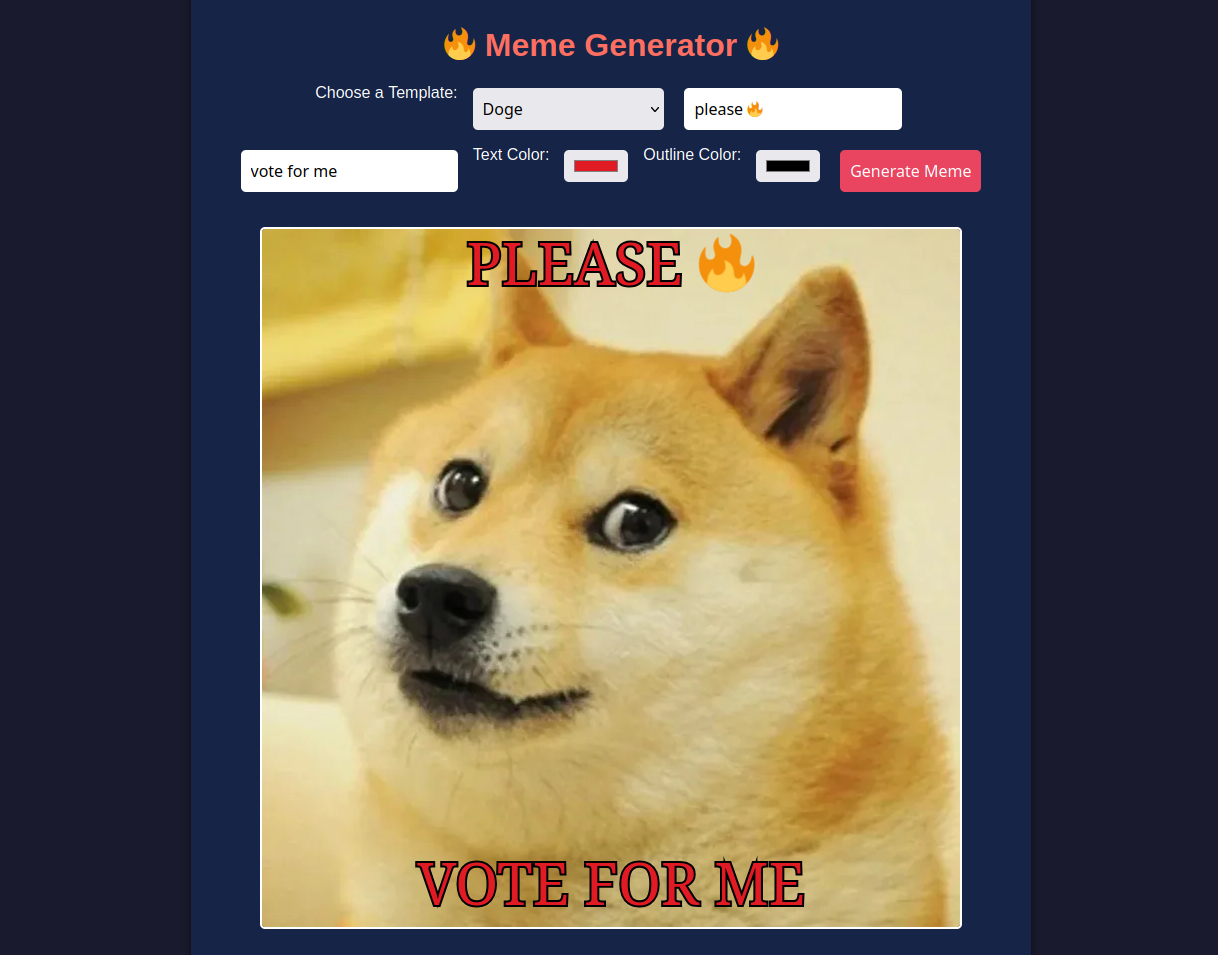 🔥 Meme Generator 🔥
Choose a Template: Doge please🔥
vote for me Text Color: Outline Color: Generate Meme
PLEASE 🔥
VOTE FOR ME